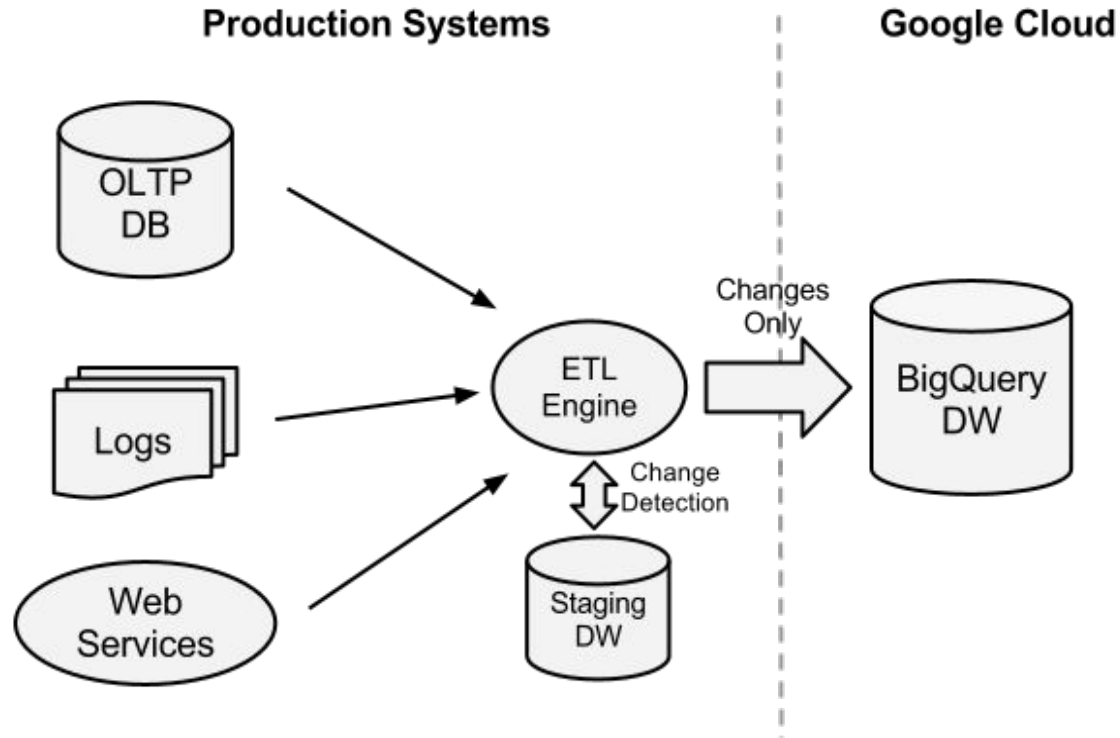 Production Systems
Google Cloud
OLTP
DB
Changes
Only
ETL
Engine
BigQuery
DW
Logs
Change
Detection
Web
Services
Staging
DW